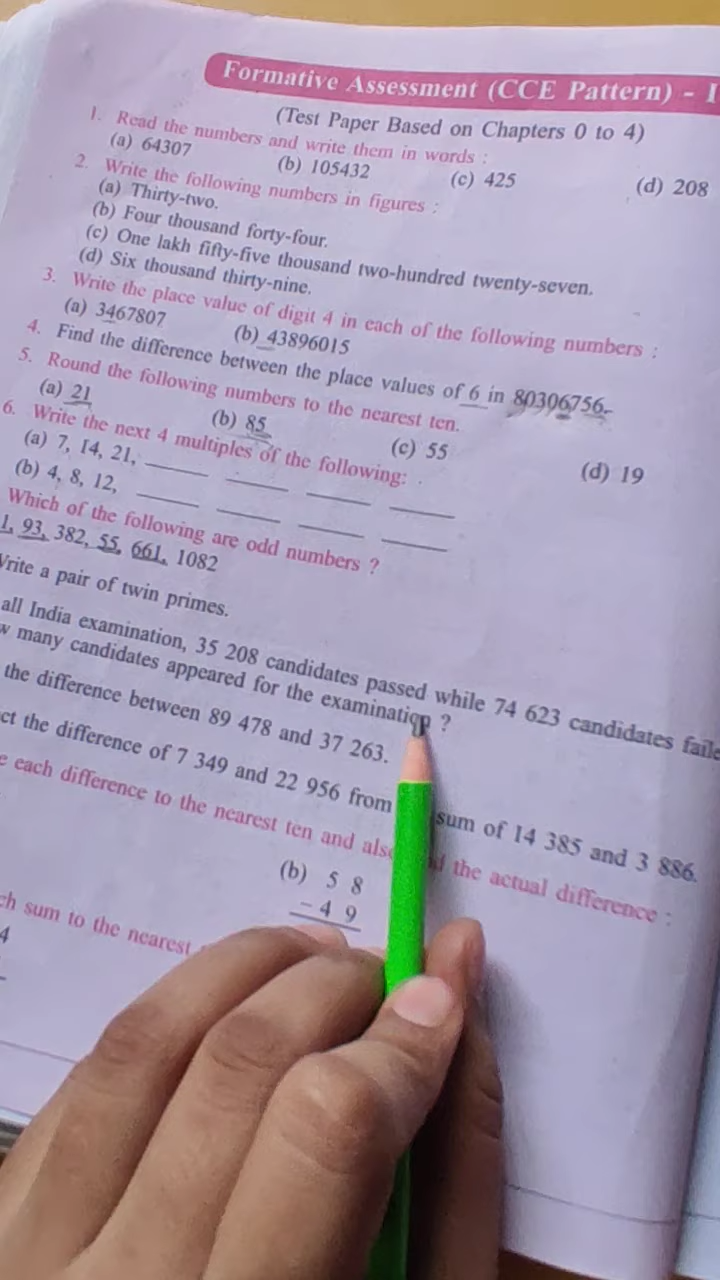 Formative Assessment (CCE Pattern) - I
(Test Paper Based on Chapters 0 to 4)
1. Read the numbers and write them in words :
(a) 64307 (b) 105432 (c) 425 (d) 208
2. Write the following numbers in figures :
(a) Thirty-two.
(b) Four thousand forty-four.
(c) One lakh fifty-five thousand two-hundred twenty-seven.
(d) Six thousand thirty-nine.
3. Write the place value of digit 4 in each of the following numbers :
(a) 3467807 (b) 43896015
4. Find the difference between the place values of 6 in 80306756.
5. Round the following numbers to the nearest ten.
(a) 21 (b) 85 (c) 55 (d) 19
6. Write the next 4 multiples of the following:
(a) 7, 14, 21,
(b) 4, 8, 12,
Which of the following are odd numbers ?
1, 93, 382, 55, 661, 1082
Write a pair of twin primes.
all India examination, 35 208 candidates passed while 74 623 candidates
many candidates appeared for the examination ?
the difference between 89 478 and 37 263.
the difference of 7 349 and 22 956 from sum of 14 385 and 3 886.
each difference to the nearest ten and the actual difference :
(b) 5 8
- 4 9
sum to the nearest
4